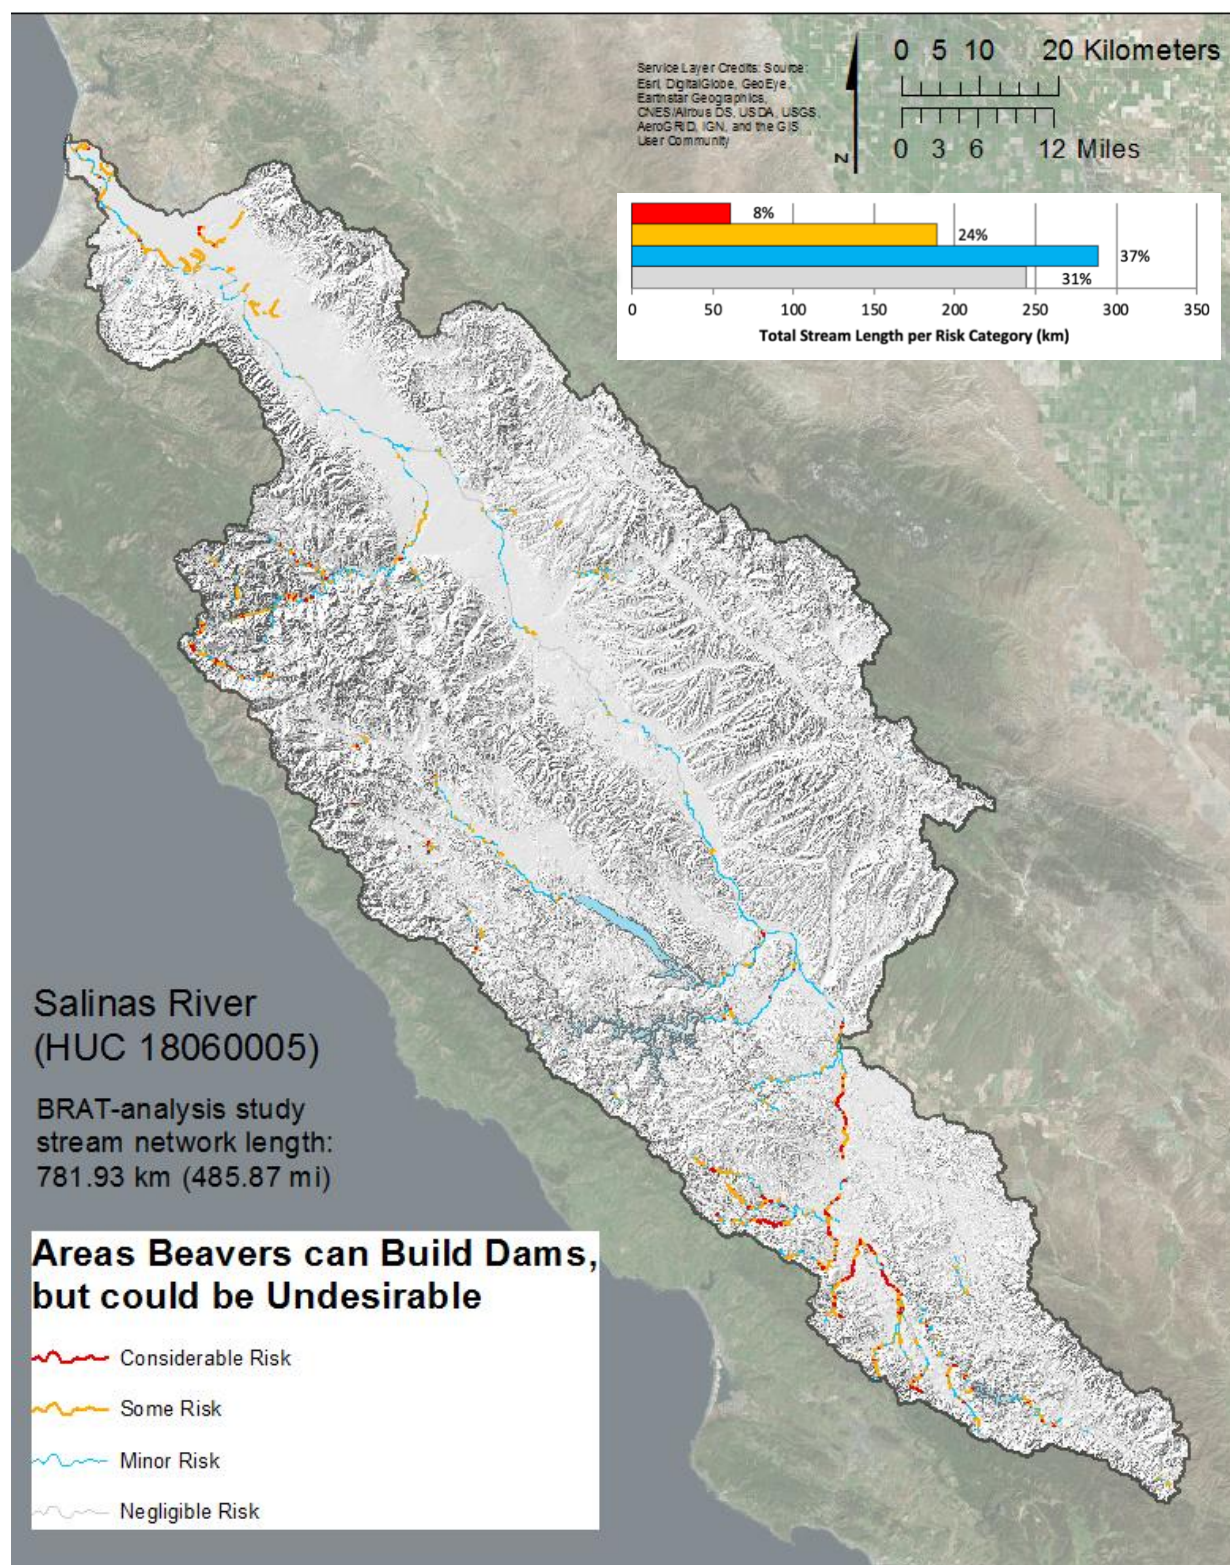 Service Layer Credits: Source:
Esri, DigitalGlobe, GeoEye,
Earthstar Geographics,
CNES/Airbus DS, USDA, USGS,
AeroGRID, IGN, and the GIS
User Community
N
0 5 10 20 Kilometers
0 3 6 12 Miles
8%
24%
37%
31%
0 50 100 150 200 250 300 350
Total Stream Length per Risk Category (km)
Salinas River
(HUC 18060005)
BRAT-analysis study
stream network length:
781.93 km (485.87 mi)
Areas Beavers can Build Dams,
but could be Undesirable
Considerable Risk
Some Risk
Minor Risk
Negligible Risk